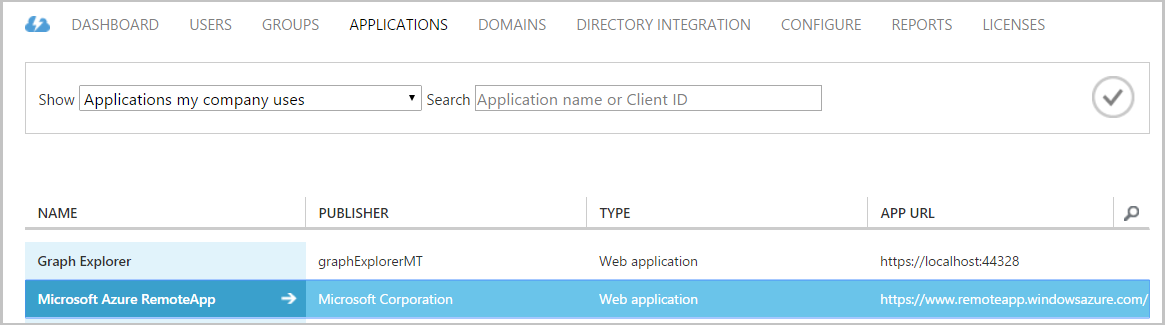 DASHBOARD USERS GROUPS APPLICATIONS DOMAINS DIRECTORY INTEGRATION CONFIGURE REPORTS LICENSES
Show Applications my company uses Search Application name or Client ID
NAME PUBLISHER TYPE APP URL
Graph Explorer graphExplorerMT Web application https://localhost:44328
Microsoft Azure RemoteApp Microsoft Corporation Web application https://www.remoteapp.windowsazure.com/